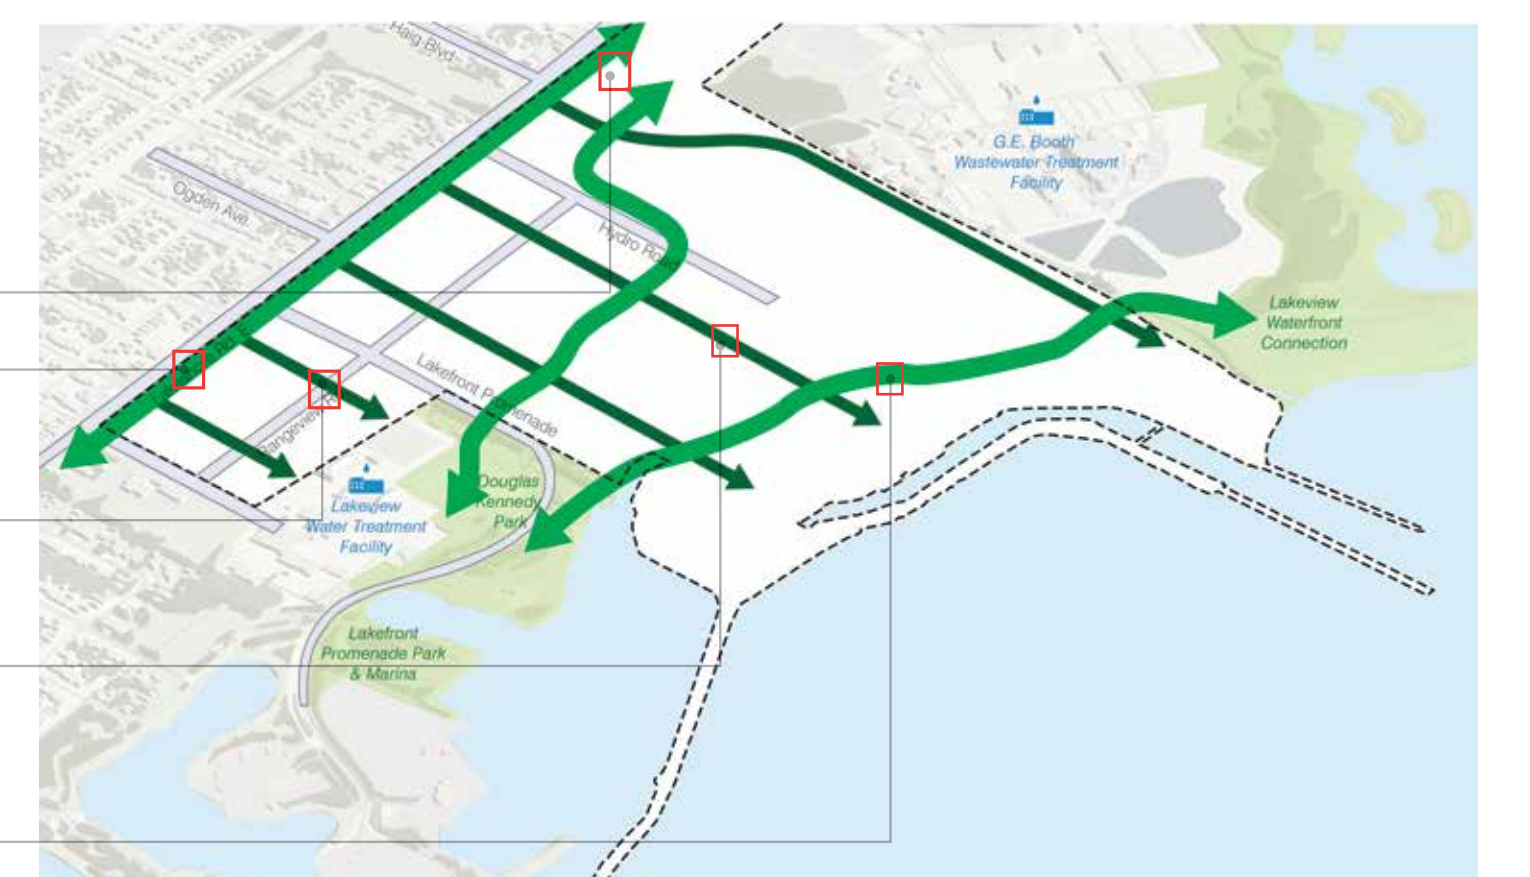 Haig Blvd
G.E. Booth
Wastewater Treatment
Facility
Ogden Ave.
Hydro Road
Lakeview
Waterfront
Connection
Rd. E.
Lakefront Promenade
Douglas
Kennedy
Park
Lakeview
Water Treatment
Facility
Lakefront
Promenade Park
& Marina